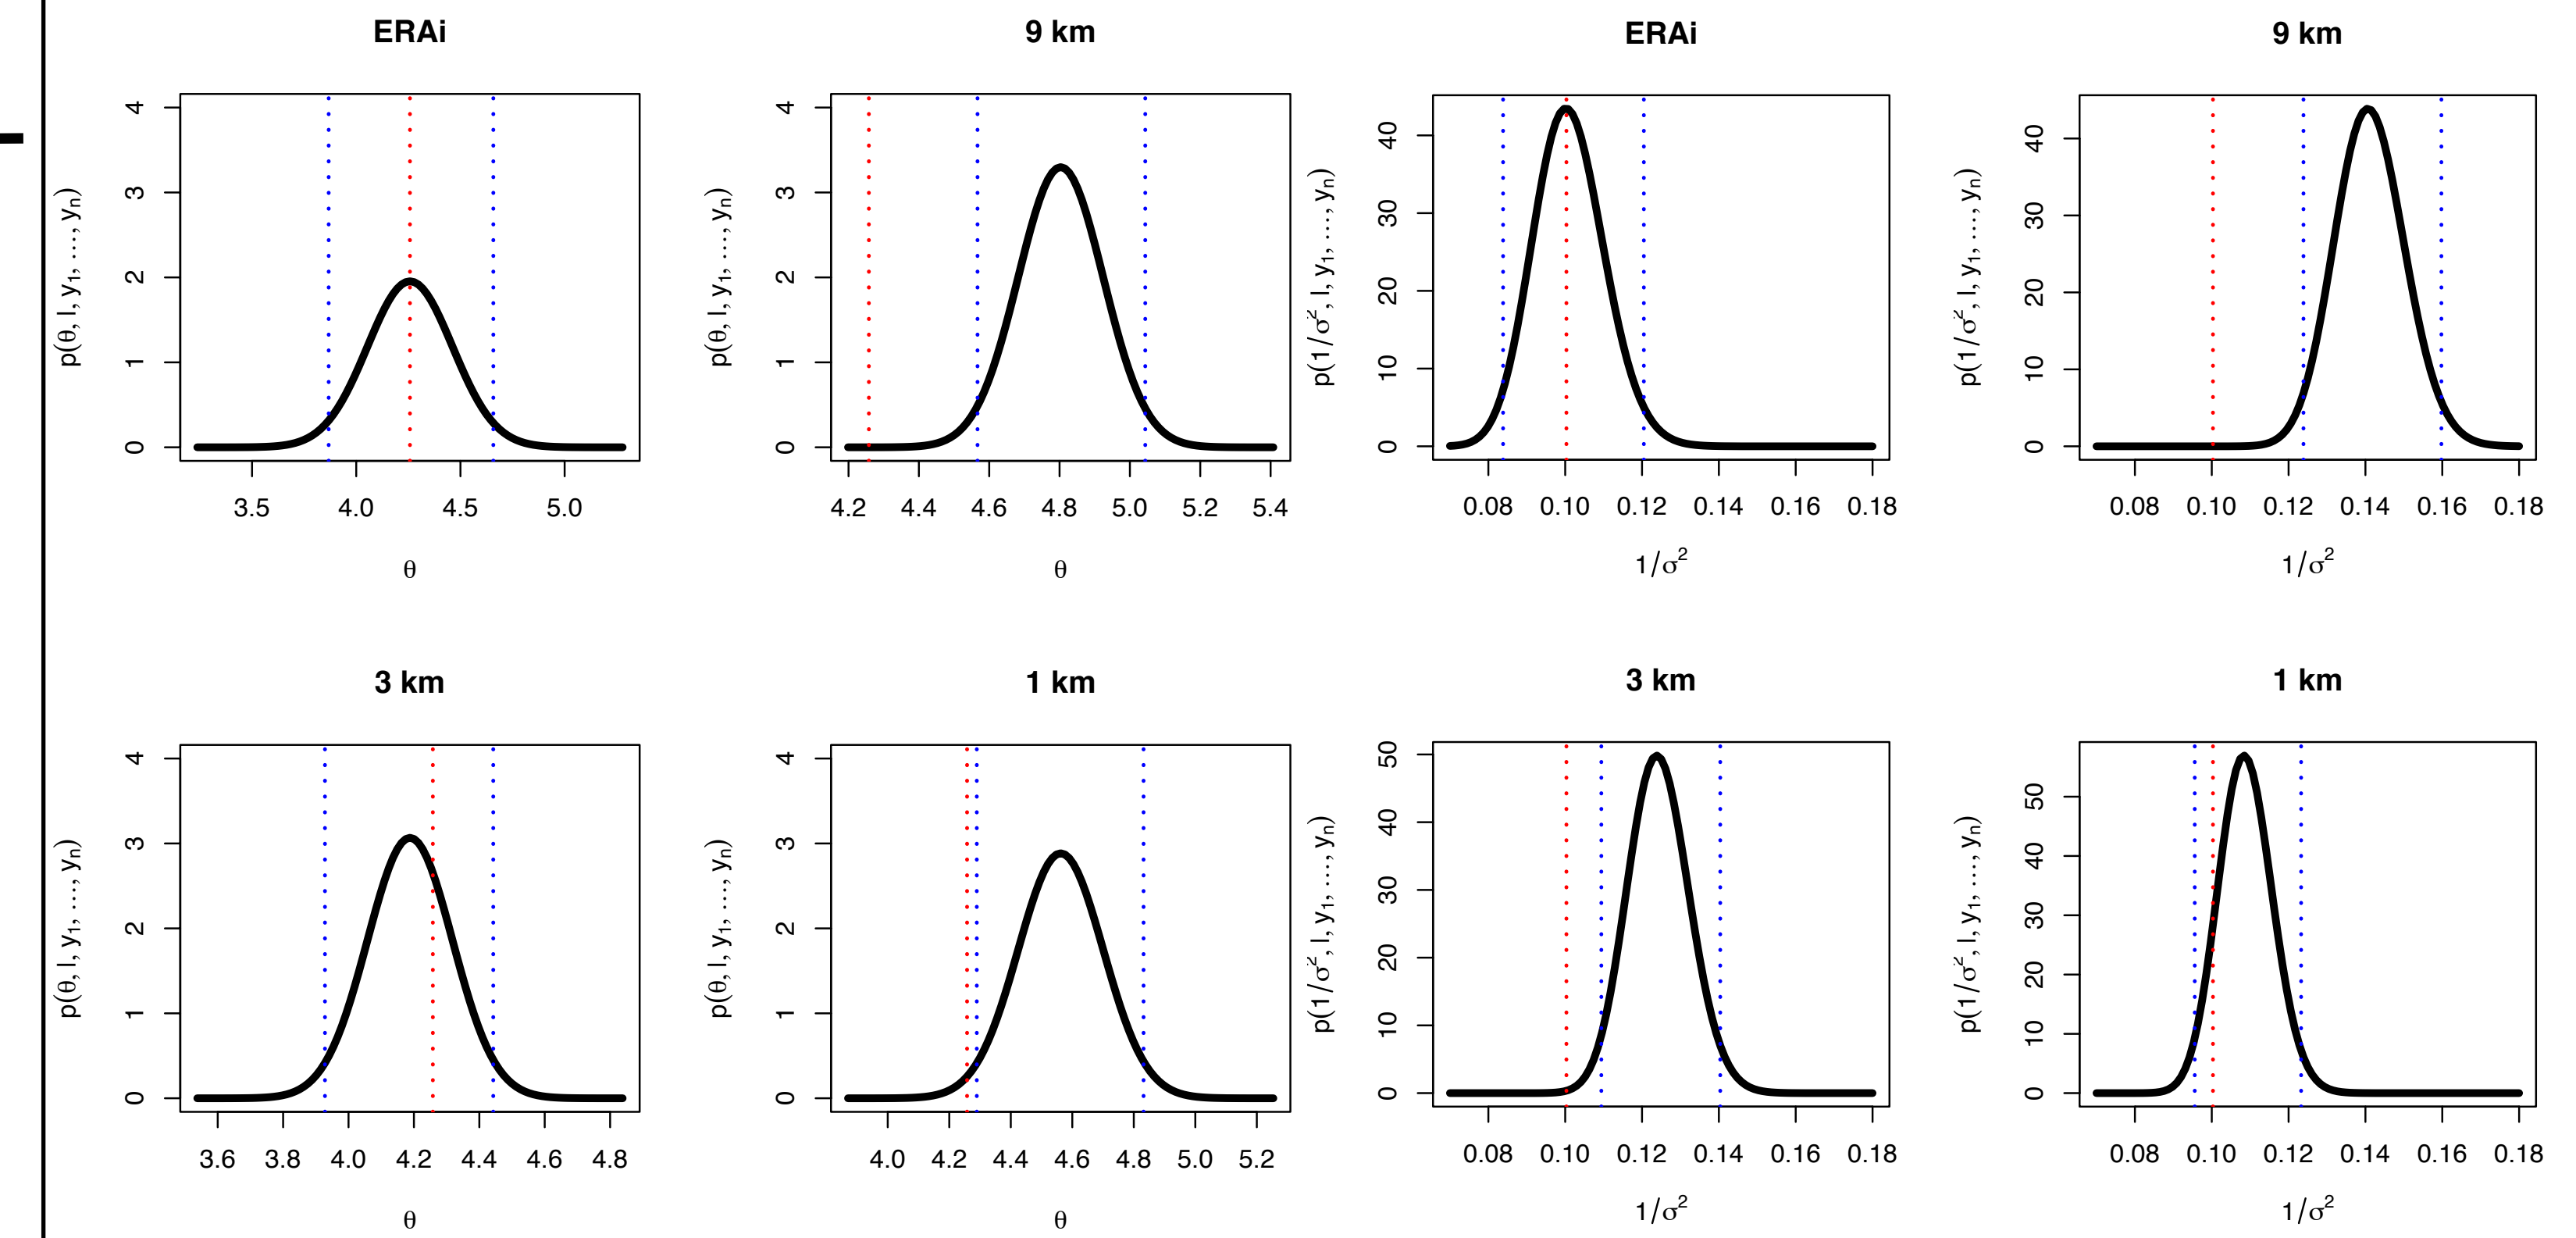 ERAi
p(θ, l, y₁, ..., yₙ)
4
3
2
1
0
3.5 4.0 4.5 5.0
θ
9 km
p(θ, l, y₁, ..., yₙ)
4
3
2
1
0
4.2 4.4 4.6 4.8 5.0 5.2 5.4
θ
ERAi
p(1/σ², l, y₁, ..., yₙ)
40
30
20
10
0
0.08 0.10 0.12 0.14 0.16 0.18
1/σ²
9 km
p(1/σ², l, y₁, ..., yₙ)
40
30
20
10
0
0.08 0.10 0.12 0.14 0.16 0.18
1/σ²
3 km
p(θ, l, y₁, ..., yₙ)
4
3
2
1
0
3.6 3.8 4.0 4.2 4.4 4.6 4.8
θ
1 km
p(θ, l, y₁, ..., yₙ)
4
3
2
1
0
4.0 4.2 4.4 4.6 4.8 5.0 5.2
θ
3 km
p(1/σ², l, y₁, ..., yₙ)
50
40
30
20
10
0
0.08 0.10 0.12 0.14 0.16 0.18
1/σ²
1 km
p(1/σ², l, y₁, ..., yₙ)
50
40
30
20
10
0
0.08 0.10 0.12 0.14 0.16 0.18
1/σ²